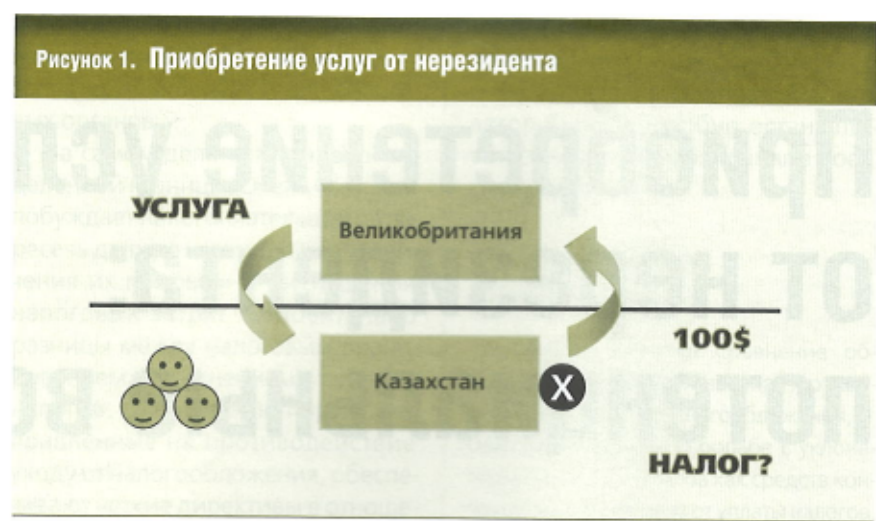 Рисунок 1. Приобретение услуг от нерезидента
УСЛУГА
Великобритания
100$
Казахстан
X
НАЛОГ?